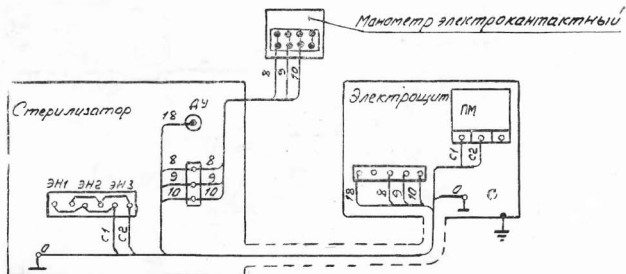 Манометр электроконтактный
8
9
10
Стерилизатор
ДУ
18
Электрощит
ПМ
8 8
9 9
10 10
С1
С2
ЭН1 ЭН2 ЭН3
18
8
9
10
0
С1
С2
0